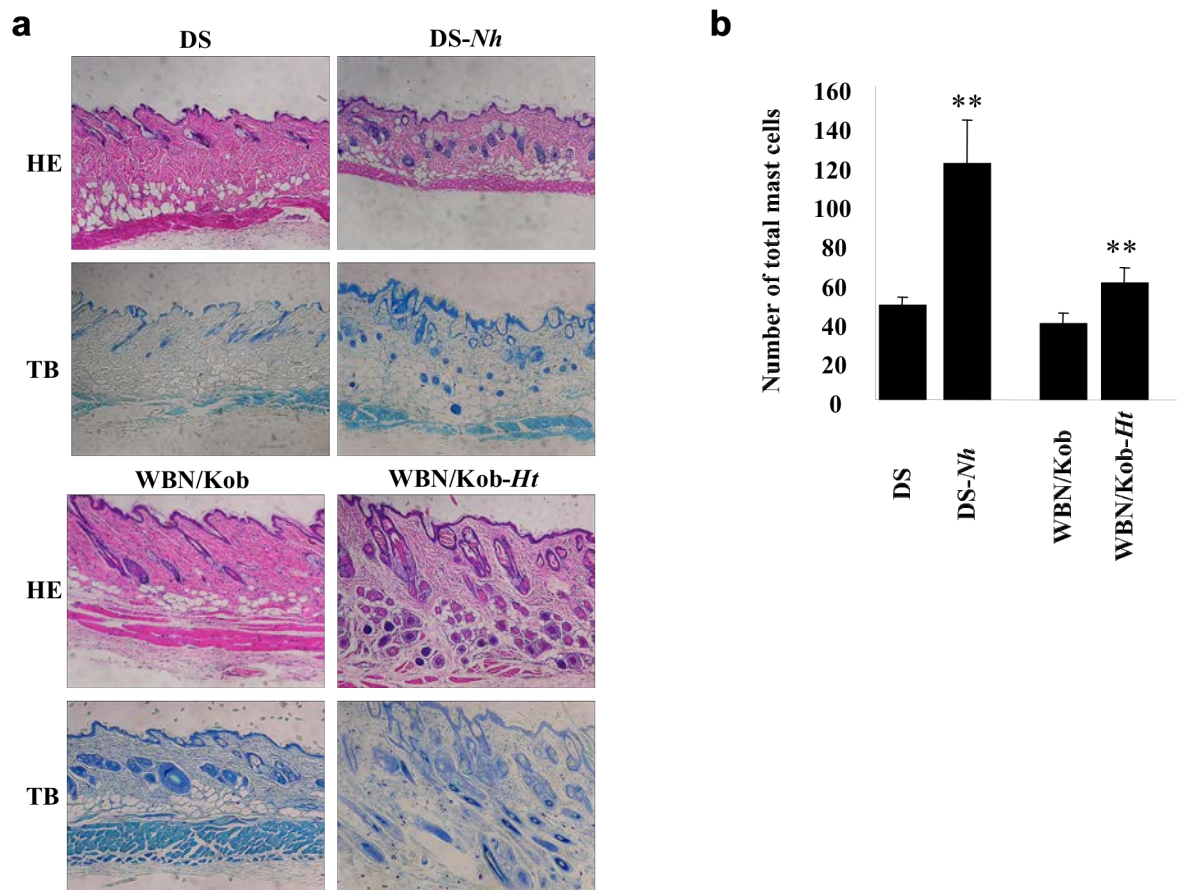 a
DS
DS-Nh
HE
TB
WBN/Kob
WBN/Kob-Ht
HE
TB
b
Number of total mast cells
160
140
120
100
80
60
40
20
0
**
**
DS
DS-Nh
WBN/Kob
WBN/Kob-Ht